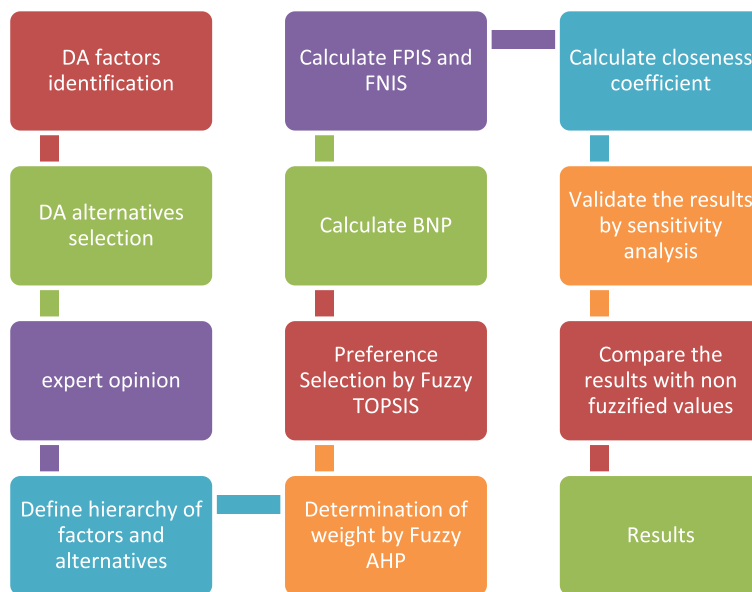 DA factors
identification
DA alternatives
selection
expert opinion
Define hierarchy of
factors and
alternatives
Determination of
weight by Fuzzy
AHP
Preference
Selection by Fuzzy
TOPSIS
Calculate BNP
Calculate FPIS and
FNIS
Calculate closeness
coefficient
Validate the results
by sensitivity
analysis
Compare the
results with non
fuzzified values
Results